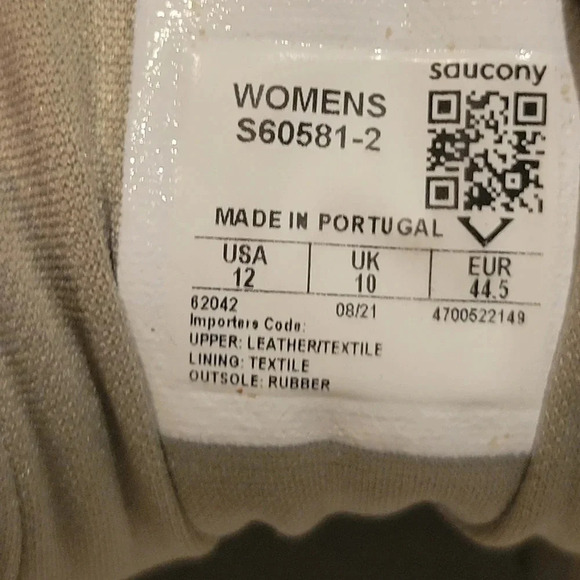 saucony
WOMENS
S60581-2
MADE IN PORTUGAL
USA UK EUR
12 10 44.5
62042 08/21 4700522149
Importers Code:
UPPER: LEATHER/TEXTILE
LINING: TEXTILE
OUTSOLE: RUBBER